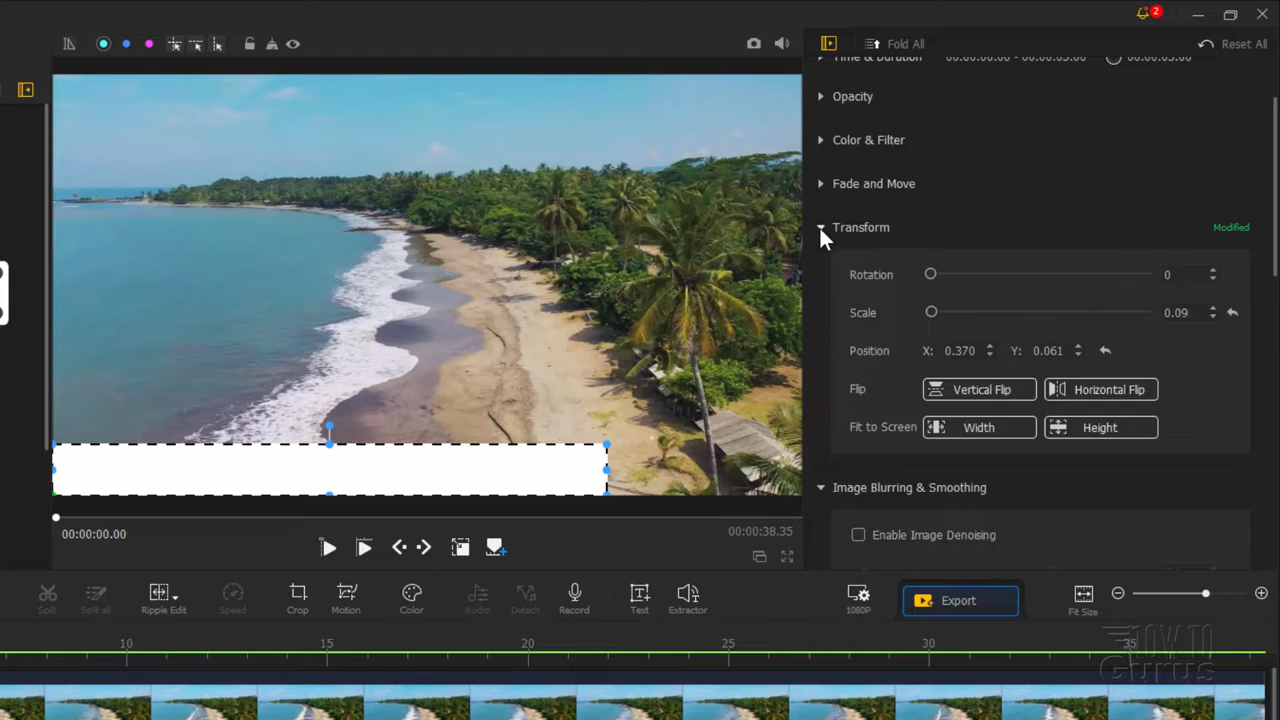 2
Fold All
Reset All
Time & Duration 00:00:00.00 - 00:00:05.00 00:00:05.00
Opacity
Color & Filter
Fade and Move
Transform Modified
Rotation 0
Scale 0.09
Position X: 0.370 Y: 0.061
Flip Vertical Flip Horizontal Flip
Fit to Screen Width Height
Image Blurring & Smoothing
Enable Image Denoising
00:00:00.00
00:00:38.35
Split Split all Ripple Edit Speed Crop Motion Color Audio Detach Record Text Extractor 1080P Export Fit Size
10 15 20 25 30 35
HOW TO
Gurus